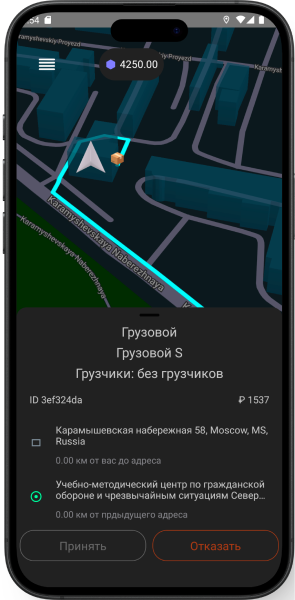 :54
Karamyshevskiy Proyezd
Proyezd
Karamysh
4250.00
Karamyshevskaya Naberezhnaya
Karamyshevskaya Naberezhnaya
Грузовой
Грузовой S
Грузчики: без грузчиков
ID 3ef324da
₽ 1537
Карамышевская набережная 58, Moscow, MS,
Russia
0.00 км от вас до адреса
Учебно-методический центр по гражданской
обороне и чрезвычайным ситуациям Север...
0.00 км от прдыдущего адреса
Принять
Отказать